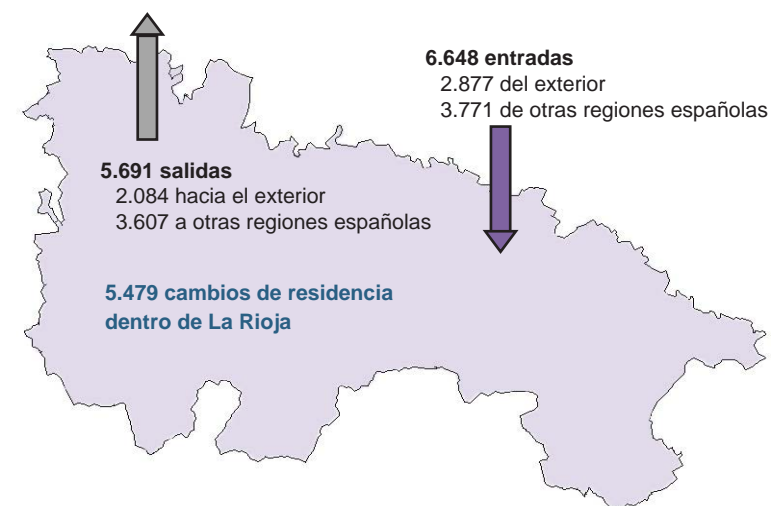 6.648 entradas
2.877 del exterior
3.771 de otras regiones españolas
5.691 salidas
2.084 hacia el exterior
3.607 a otras regiones españolas
5.479 cambios de residencia
dentro de La Rioja